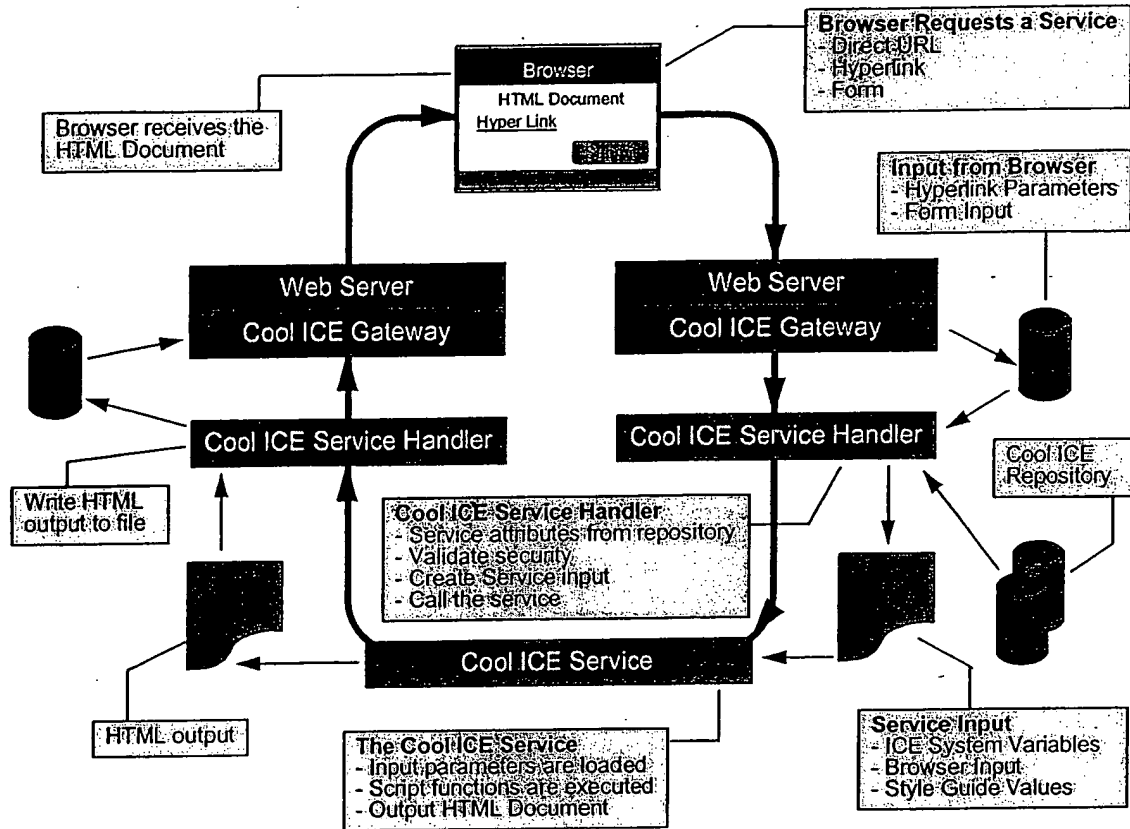 Browser Requests a Service
- Direct URL
- Hyperlink
- Form
Browser
HTML Document
Hyper Link
Browser receives the
HTML Document
Input from Browser
- Hyperlink Parameters
- Form Input
Web Server
Cool ICE Gateway
Web Server
Cool ICE Gateway
Cool ICE Service Handler
Cool ICE Service Handler
Cool ICE
Repository
Write HTML
output to file
Cool ICE Service Handler
- Service attributes from repository
- Validate security
- Create Service input
- Call the service
Cool ICE Service
HTML output
The Cool ICE Service
- Input parameters are loaded
- Script functions are executed
- Output HTML Document
Service Input
- ICE System Variables
- Browser Input
- Style Guide Values